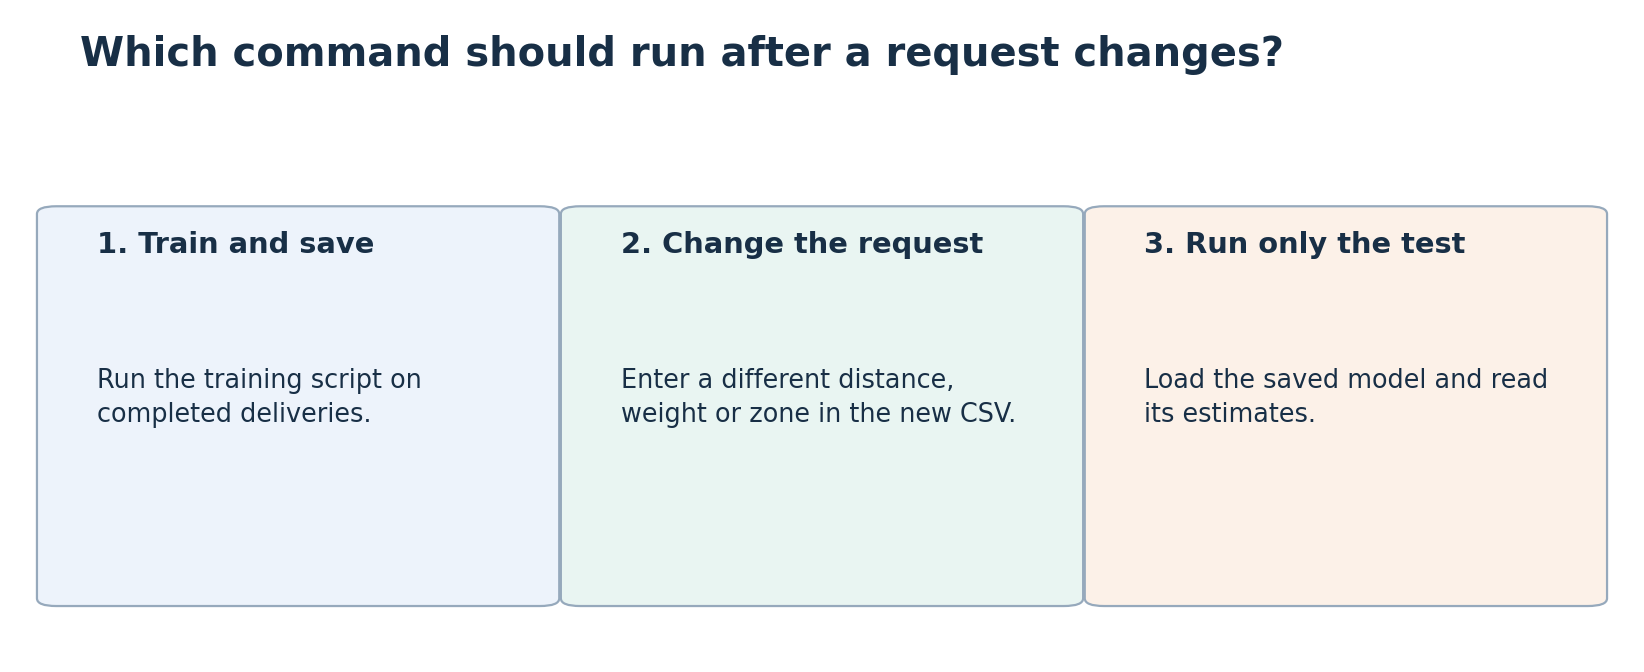 Which command should run after a request changes?
1. Train and save
Run the training script on
completed deliveries.
2. Change the request
Enter a different distance,
weight or zone in the new CSV.
3. Run only the test
Load the saved model and read
its estimates.